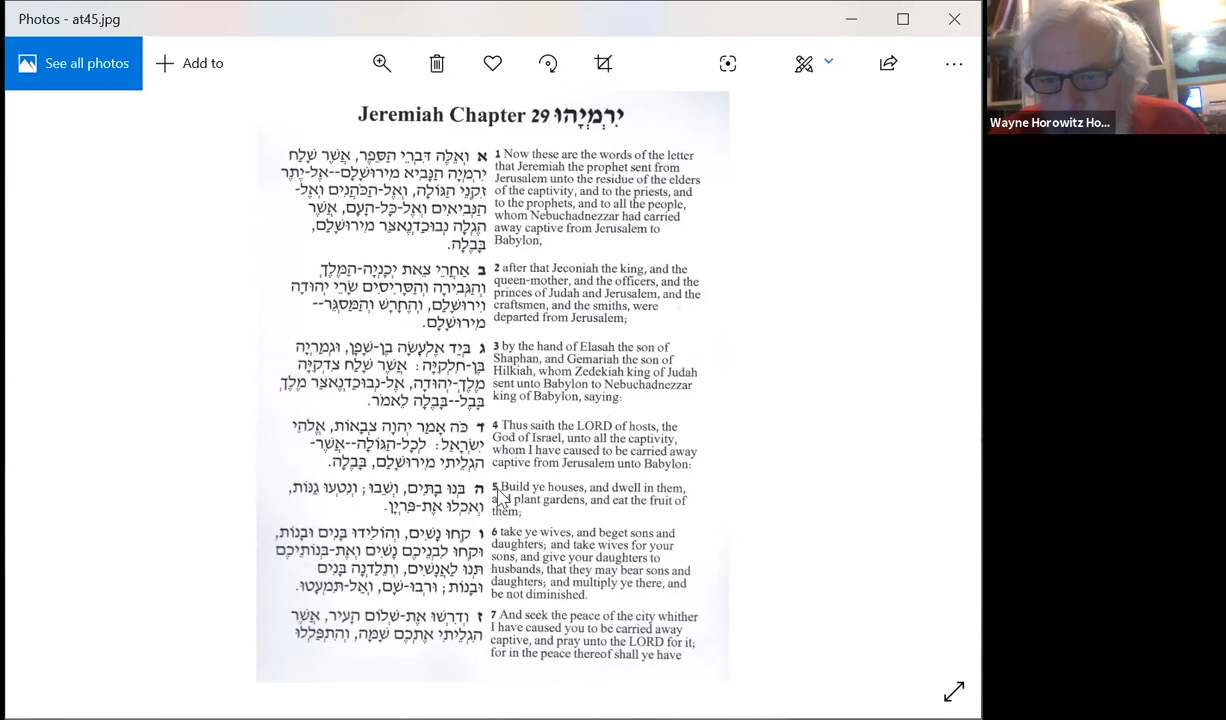 Photos - at45.jpg
See all photos
Add to
Wayne Horowitz Ho...
Jeremiah Chapter 29 יִרְמְיָהוּ
א וְאֵלֶּה דִּבְרֵי הַסֵּפֶר, אֲשֶׁר שָׁלַח
יִרְמְיָה הַנָּבִיא מִירוּשָׁלִָם--אֶל-יֶתֶר
זִקְנֵי הַגּוֹלָה, וְאֶל-הַכֹּהֲנִים וְאֶל-
הַנְּבִיאִים וְאֶל-כָּל-הָעָם, אֲשֶׁר
הֶגְלָה נְבוּכַדְנֶאצַּר מִירוּשָׁלִַם,
בָּבֶלָה.
1 Now these are the words of the letter
that Jeremiah the prophet sent from
Jerusalem unto the residue of the elders
of the captivity, and to the priests, and
to the prophets, and to all the people,
whom Nebuchadnezzar had carried
away captive from Jerusalem to
Babylon,
ב אַחֲרֵי צֵאת יְכָנְיָה-הַמֶּלֶךְ
וְהַגְּבִירָה וְהַסָּרִיסִים שָׂרֵי יְהוּדָה
וִירוּשָׁלִַם, וְהֶחָרָשׁ וְהַמַּסְגֵּר--
מִירוּשָׁלִָם.
2 after that Jeconiah the king, and the
queen-mother, and the officers, and the
princes of Judah and Jerusalem, and the
craftsmen, and the smiths, were
departed from Jerusalem;
ג בְּיַד אֶלְעָשָׂה בֶן-שָׁפָן, וּגְמַרְיָה
בֶּן-חִלְקִיָּה: אֲשֶׁר שָׁלַח צִדְקִיָּה
מֶלֶךְ-יְהוּדָה, אֶל-נְבוּכַדְנֶאצַּר מֶלֶךְ
בָּבֶל--בָּבֶלָה לֵאמֹר.
3 by the hand of Elasah the son of
Shaphan, and Gemariah the son of
Hilkiah, whom Zedekiah king of Judah
sent unto Babylon to Nebuchadnezzar
king of Babylon, saying:
ד כֹּה אָמַר יְהוָה צְבָאוֹת, אֱלֹהֵי
יִשְׂרָאֵל: לְכָל-הַגּוֹלָה--אֲשֶׁר-
הִגְלֵיתִי מִירוּשָׁלִַם, בָּבֶלָה.
4 Thus saith the LORD of hosts, the
God of Israel, unto all the captivity,
whom I have caused to be carried away
captive from Jerusalem unto Babylon:
ה בְּנוּ בָתִּים, וְשֵׁבוּ; וְנִטְעוּ גַנּוֹת,
וְאִכְלוּ אֶת-פִּרְיָן.
5 Build ye houses, and dwell in them,
plant gardens, and eat the fruit of
them;
ו קְחוּ נָשִׁים, וְהוֹלִידוּ בָּנִים וּבָנוֹת,
וּקְחוּ לִבְנֵיכֶם נָשִׁים וְאֶת-בְּנוֹתֵיכֶם
תְּנוּ לַאֲנָשִׁים, וְתֵלַדְנָה בָּנִים
וּבָנוֹת; וּרְבוּ-שָׁם, וְאַל-תִּמְעָטוּ.
6 take ye wives, and beget sons and
daughters; and take wives for your
sons, and give your daughters to
husbands, that they may bear sons and
daughters; and multiply ye there, and
be not diminished.
ז וְדִרְשׁוּ אֶת-שְׁלוֹם הָעִיר, אֲשֶׁר
הִגְלֵיתִי אֶתְכֶם שָׁמָּה, וְהִתְפַּלְלוּ
7 And seek the peace of the city whither
I have caused you to be carried away
captive, and pray unto the LORD for it;
for in the peace thereof shall ye have